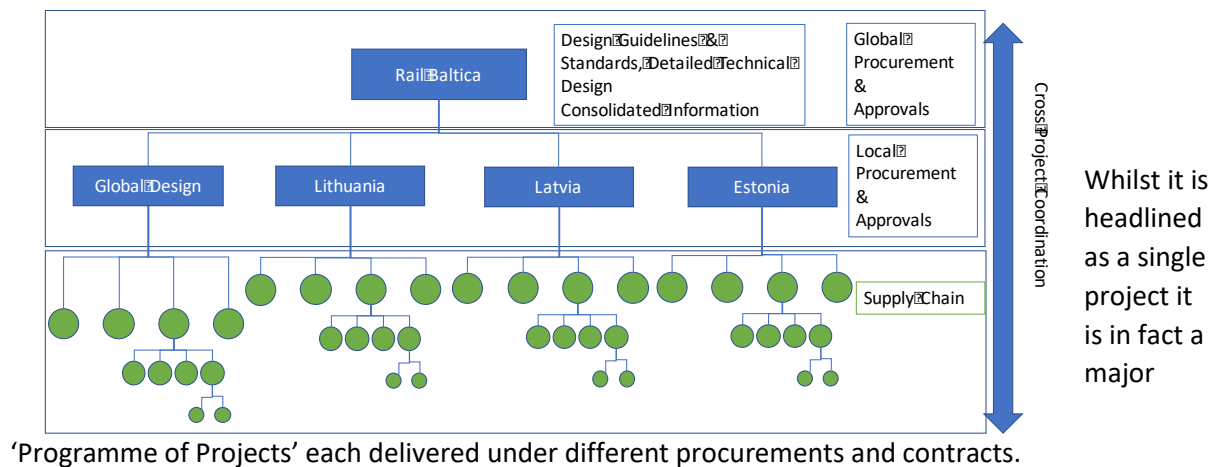 Rail Baltica
Design Guidelines &
Standards, Detailed Technical
Design
Consolidated Information
Global
Procurement
&
Approvals
Global Design
Lithuania
Latvia
Estonia
Local
Procurement
&
Approvals
Supply Chain
Cross Project Coordination
Whilst it is
headlined
as a single
project it
is in fact a
major
‘Programme of Projects’ each delivered under different procurements and contracts.